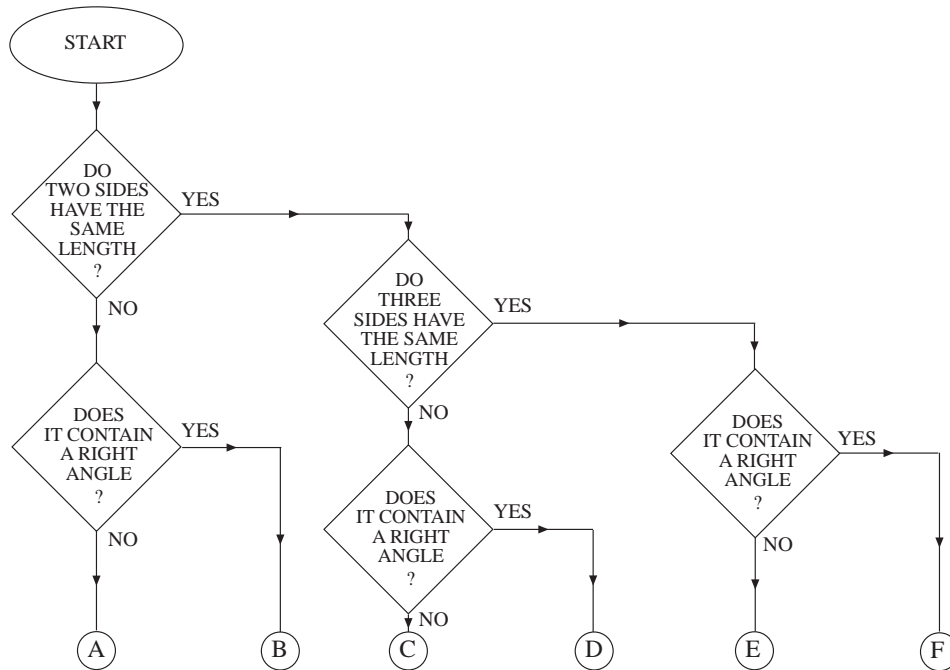 START
DO
TWO SIDES
HAVE THE
SAME
LENGTH
?
YES
NO
DO
THREE
SIDES HAVE
THE SAME
LENGTH
?
YES
NO
DOES
IT CONTAIN
A RIGHT
ANGLE
?
YES
NO
DOES
IT CONTAIN
A RIGHT
ANGLE
?
YES
NO
DOES
IT CONTAIN
A RIGHT
ANGLE
?
YES
NO
A
B
C
D
E
F